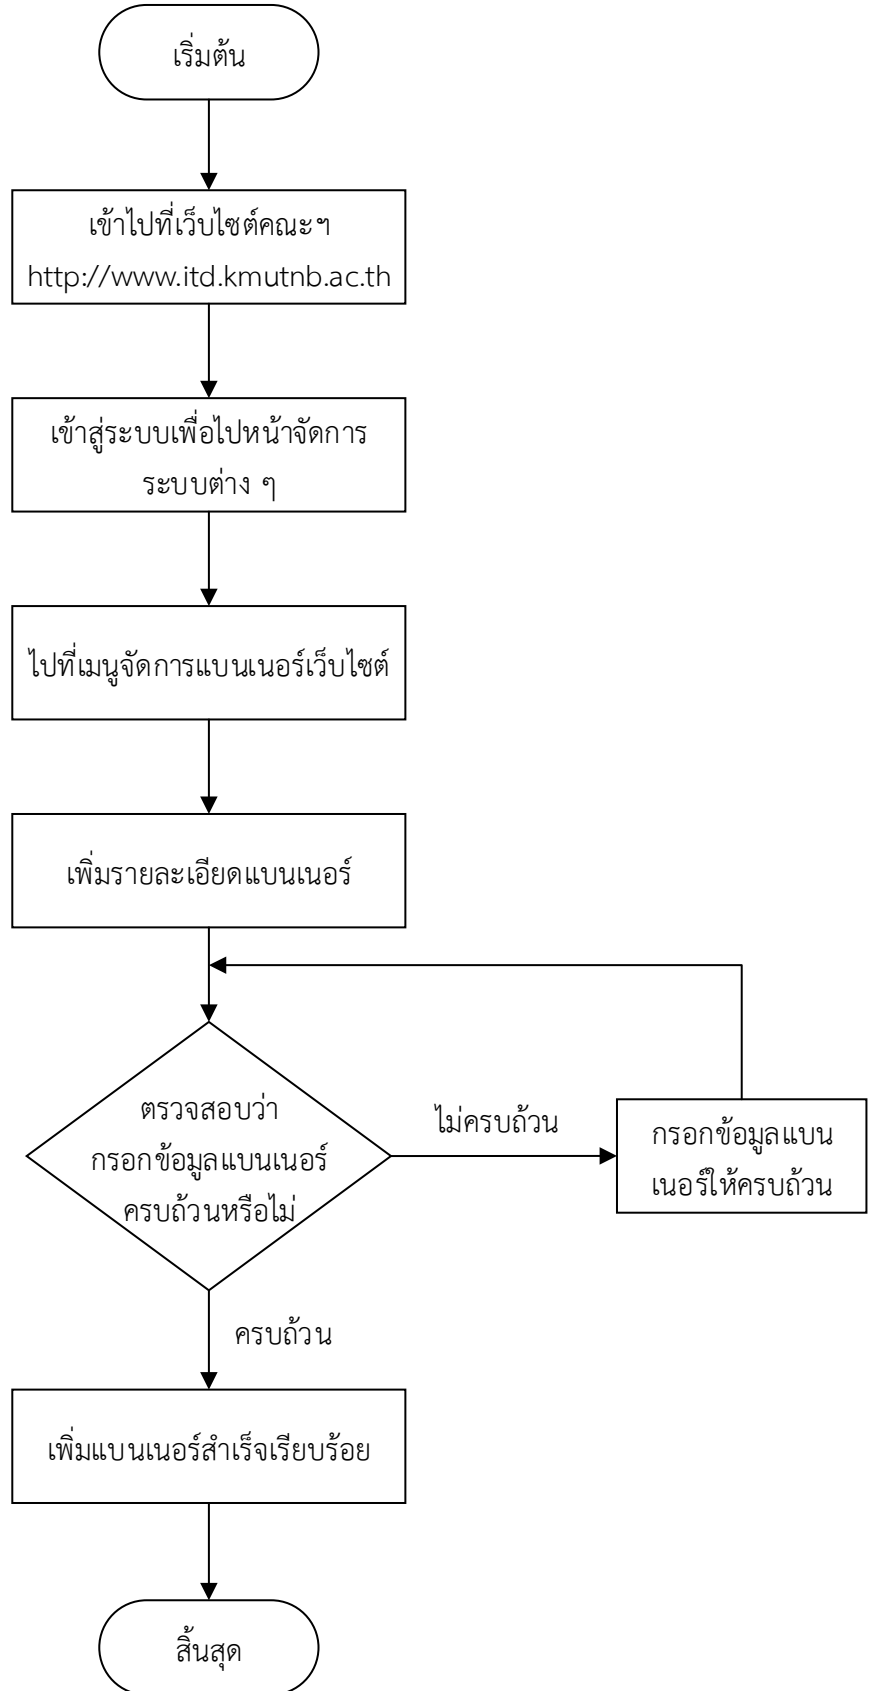 เริ่มต้น
เข้าไปที่เว็บไซต์คณะฯ
http://www.itd.kmutnb.ac.th
เข้าสู่ระบบเพื่อไปหน้าจัดการ
ระบบต่าง ๆ
ไปที่เมนูจัดการแบนเนอร์เว็บไซต์
เพิ่มรายละเอียดแบนเนอร์
ตรวจสอบว่า
กรอกข้อมูลแบนเนอร์
ครบถ้วนหรือไม่
ไม่ครบถ้วน
กรอกข้อมูลแบน
เนอร์ให้ครบถ้วน
ครบถ้วน
เพิ่มแบนเนอร์สำเร็จเรียบร้อย
สิ้นสุด